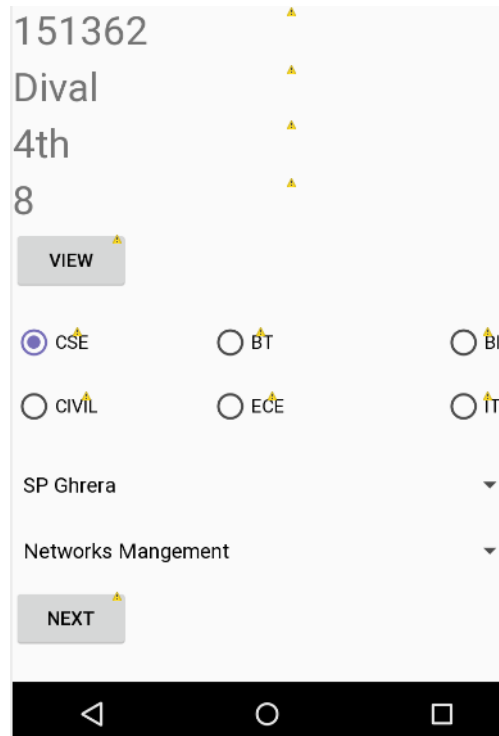 151362
Dival
4th
8
VIEW
CSE BT
CIVIL ECE IT
SP Ghrera
Networks Mangement
NEXT